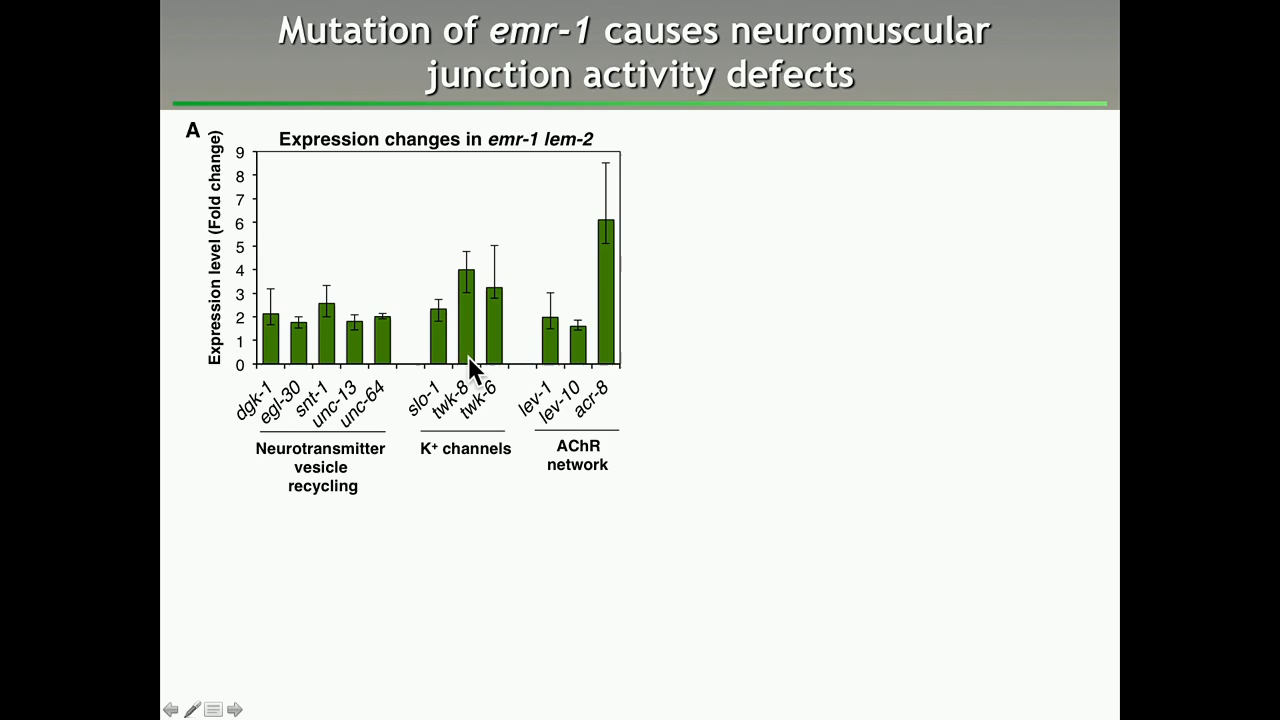 Mutation of emr-1 causes neuromuscular
junction activity defects
A
Expression changes in emr-1 lem-2
Expression level (Fold change)
9
8
7
6
5
4
3
2
1
0
dgk-1
egl-30
snt-1
unc-13
unc-64
slo-1
twk-8
twk-6
lev-1
lev-10
acr-8
Neurotransmitter
vesicle
recycling
K⁺ channels
AChR
network